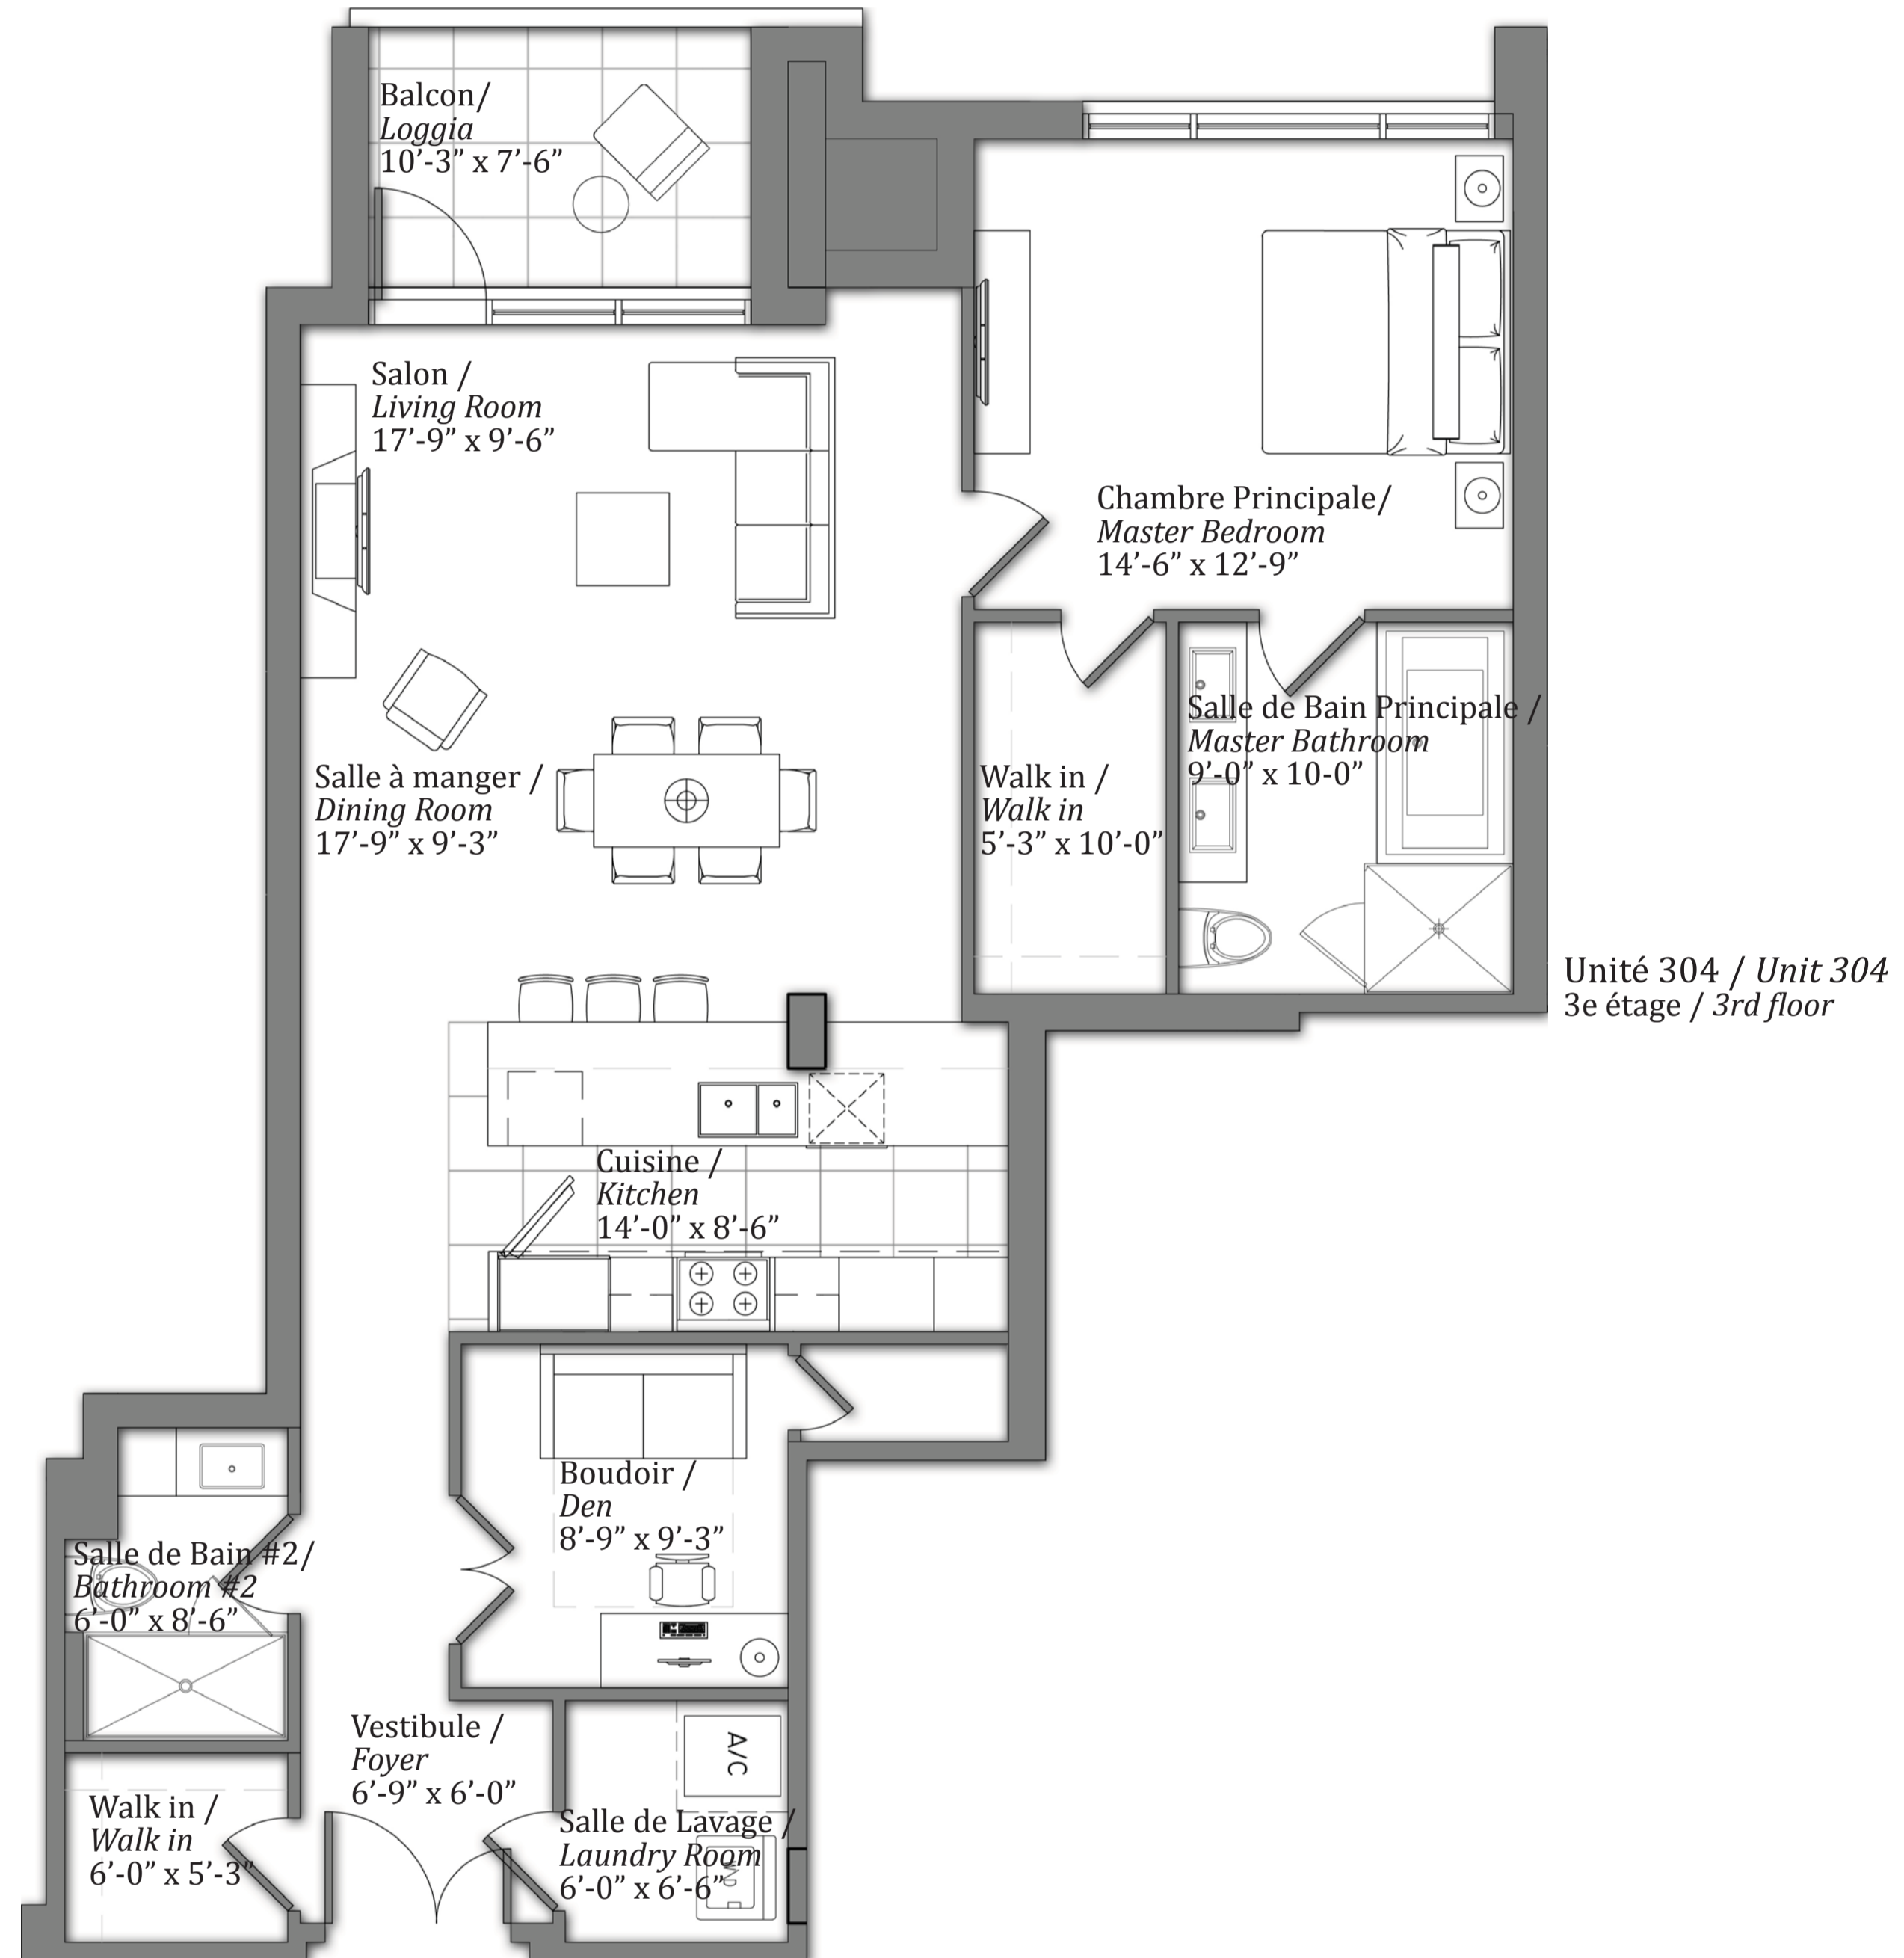 Balcon/
Loggia
10’-3” x 7’-6”
Salon /
Living Room
17’-9” x 9’-6”
Chambre Principale/
Master Bedroom
14’-6” x 12’-9”
Salle de Bain Principale /
Master Bathroom
9’-0” x 10-0”
Salle à manger /
Dining Room
17’-9” x 9’-3”
Walk in /
Walk in
5’-3” x 10’-0”
Unité 304 / Unit 304
3e étage / 3rd floor
Cuisine /
Kitchen
14’-0” x 8’-6”
Boudoir /
Den
8’-9” x 9’-3”
Salle de Bain #2/
Bathroom #2
6’-0” x 8’-6”
Vestibule /
Foyer
6’-9” x 6’-0”
A/C
Walk in /
Walk in
6’-0” x 5’-3”
Salle de Lavage /
Laundry Room
6’-0” x 6’-6”